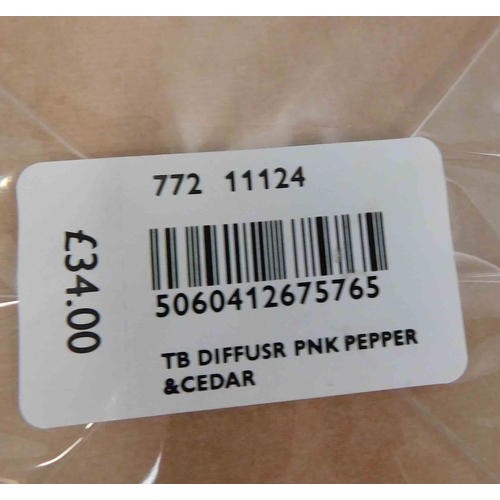 772 11124
£34.00
5060412675765
TB DIFFUSR PNK PEPPER
&CEDAR